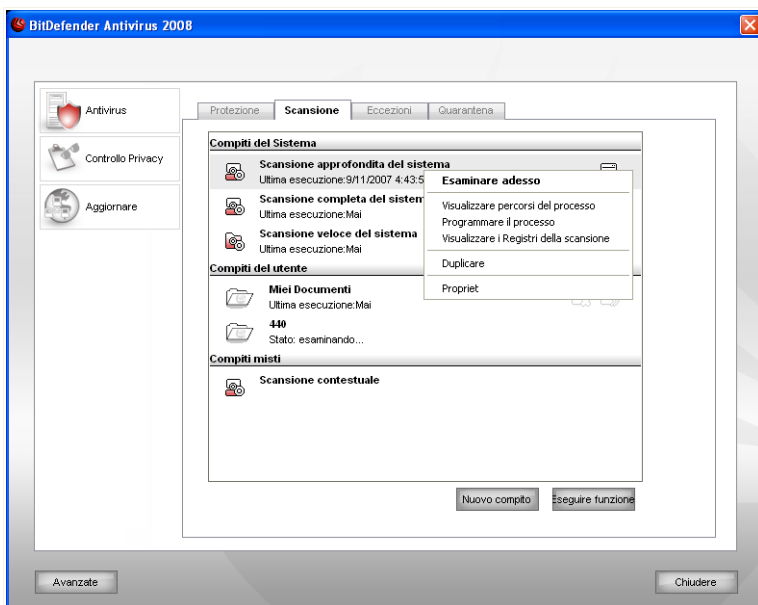 BitDefender Antivirus 2008
Antivirus
Controllo Privacy
Aggiornare
Protezione
Scansione
Eccezioni
Quarantena
Compiti del Sistema
Scansione approfondita del sistema
Ultima esecuzione:9/11/2007 4:43:5
Esaminare adesso
Scansione completa del sistem
Ultima esecuzione:Mai
Visualizzare percorsi del processo
Programmare il processo
Visualizzare i Registri della scansione
Scansione veloce del sistema
Ultima esecuzione:Mai
Duplicare
Compiti del utente
Propriet
Miei Documenti
Ultima esecuzione:Mai
440
Stato: esaminando...
Compiti misti
Scansione contestuale
Nuovo compito
Eseguire funzione
Avanzate
Chiudere